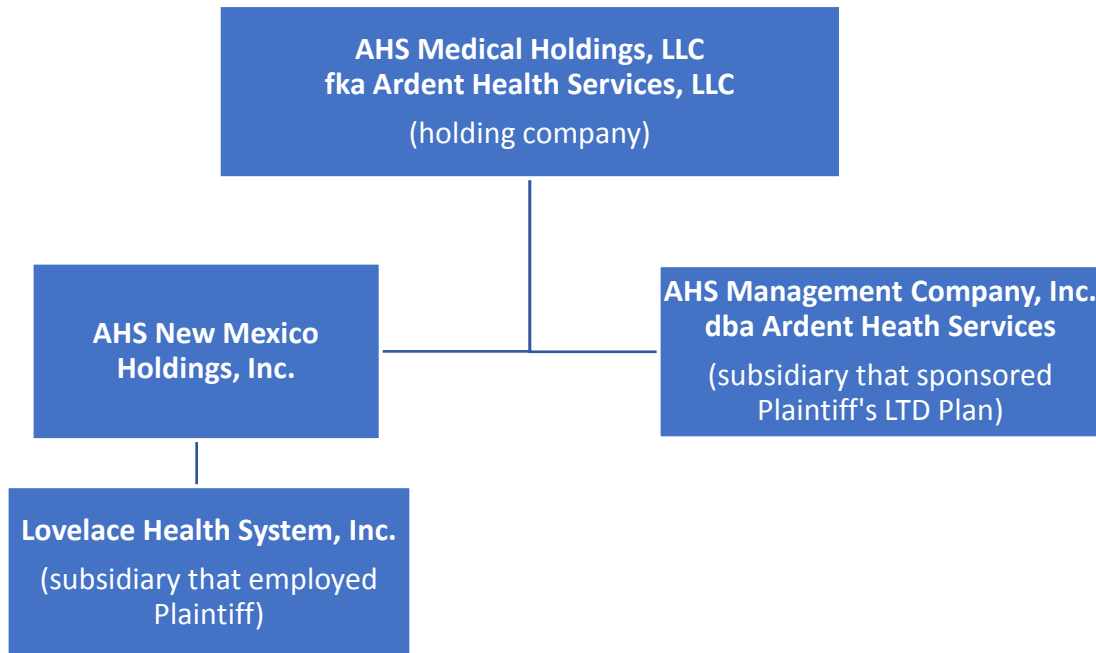 AHS Medical Holdings, LLC
fka Ardent Health Services, LLC
(holding company)
AHS New Mexico
Holdings, Inc.
AHS Management Company, Inc.
dba Ardent Heath Services
(subsidiary that sponsored
Plaintiff's LTD Plan)
Lovelace Health System, Inc.
(subsidiary that employed
Plaintiff)